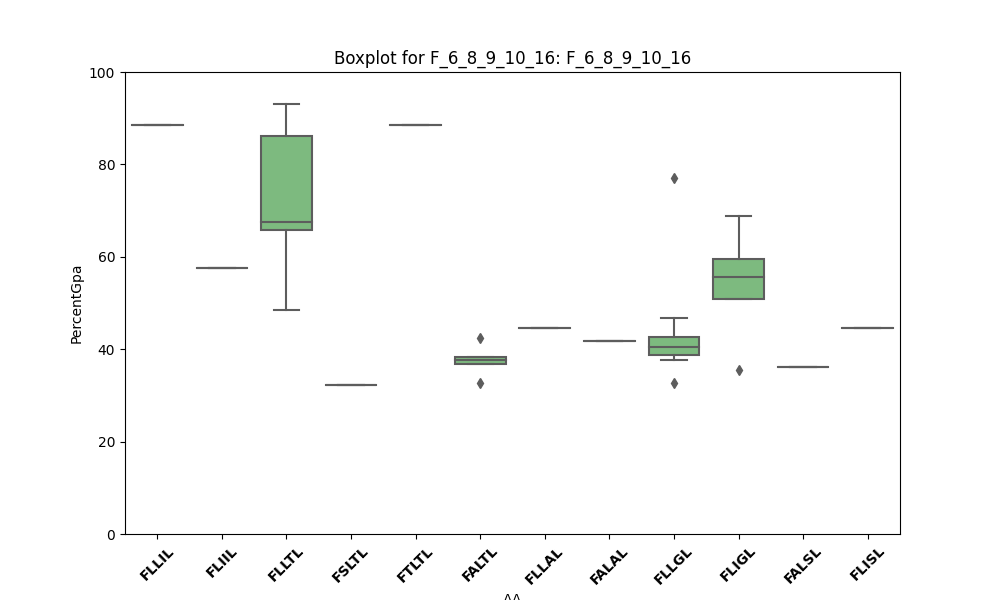 Boxplot for F_6_8_9_10_16: F_6_8_9_10_16
100
80
60
40
20
0
PercentGpa
FLLIL
FLIIL
FLLTL
FSLTL
FTLTL
FALTL
FLLAL
FALAL
FLLGL
FLIGL
FALSL
FLISL
AA